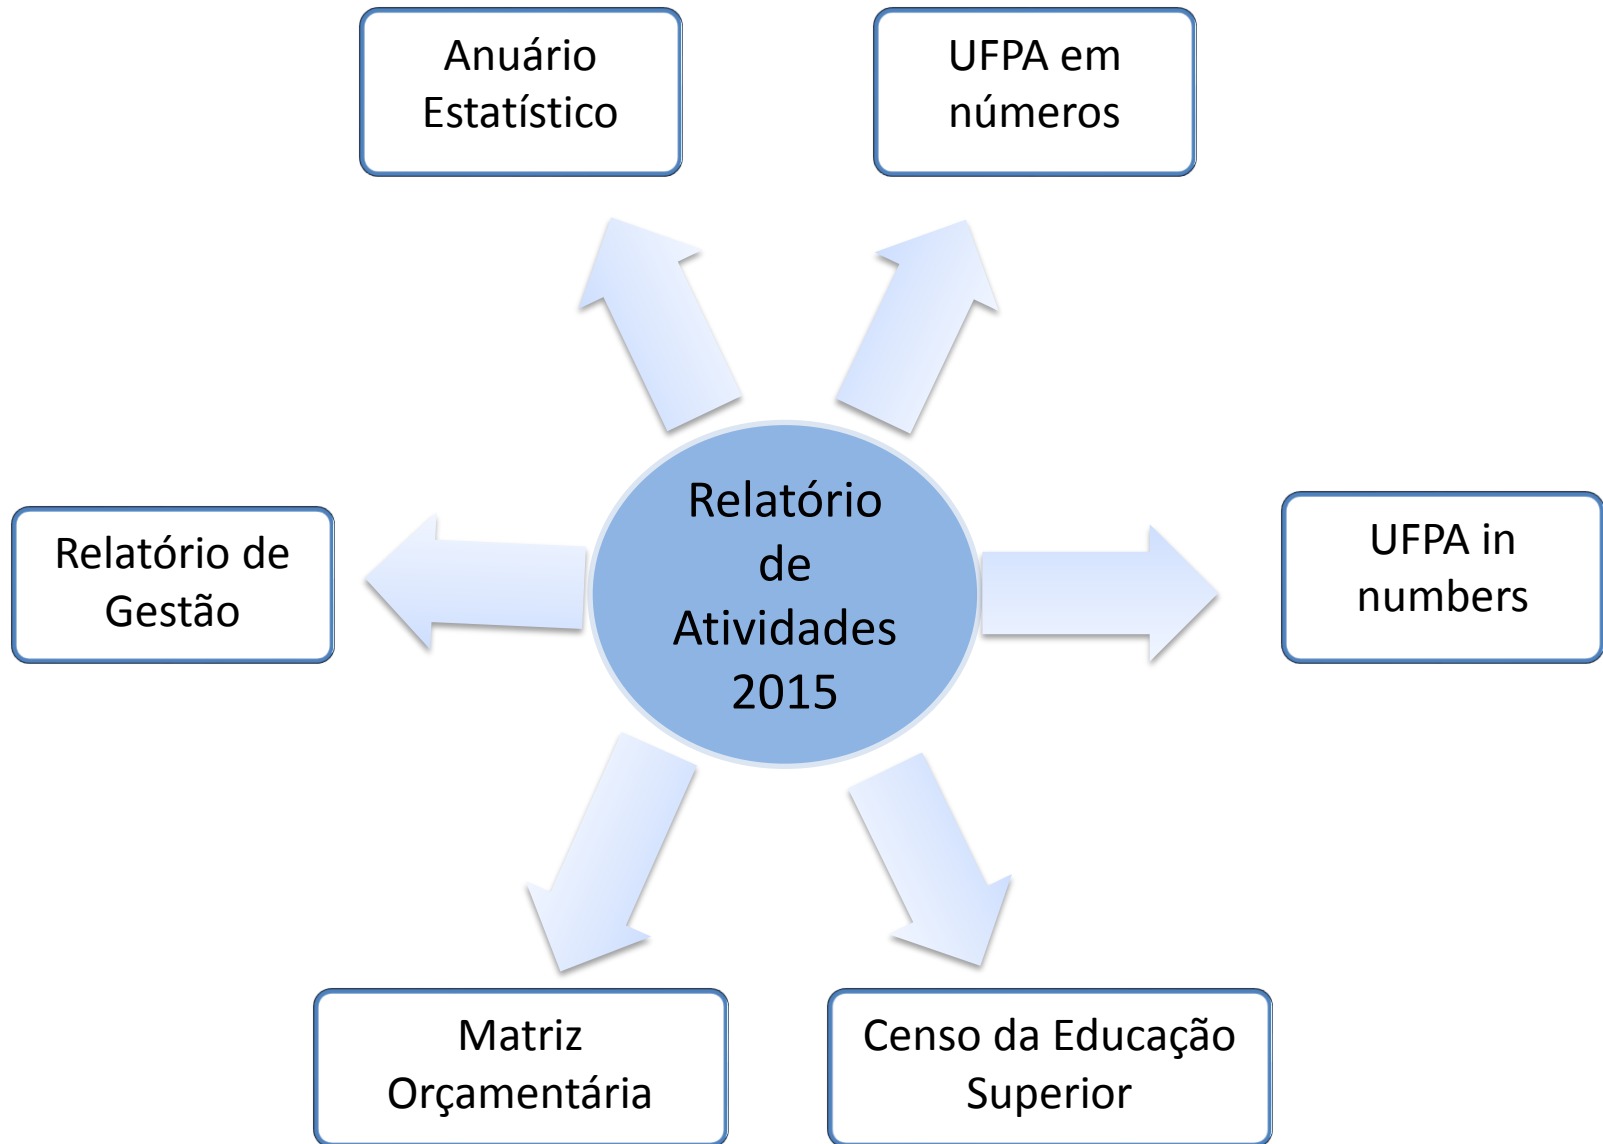 Anuário
Estatístico
UFPA em
números
Relatório de
Gestão
Relatório
de
Atividades
2015
UFPA in
numbers
Matriz
Orçamentária
Censo da Educação
Superior